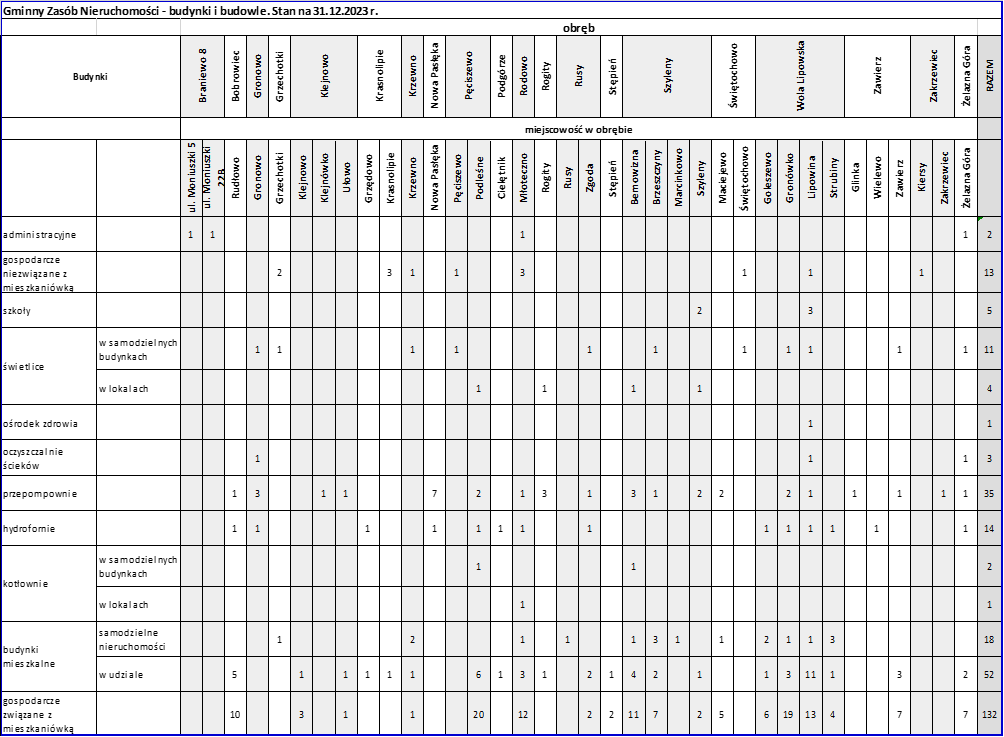 Gminny Zasób Nieruchomości - budynki i budowle. Stan na 31.12.2023 r.
obręb
Budynki Braniewo 8 Bobrowiec Gronowo Grzechotki Klejnowo Krasnolipie Krzewno Nowa Pasłęka Pęciszewo Podgórze Rodowo Rogity Rusy Stępień Szyleny Świętochowo Wola Lipowska Zawierz Zakrzewiec Żelazna Góra RAZEM
miejscowość w obrębie
ul. Moniuszki 5 ul. Moniuszki 22B Rudłowo Gronowo Grzechotki Klejnowo Klejnówko Ułowo Grzędowo Krasnolipie Krzewno Nowa Pasłęka Pęciszewo Podleśne Cielętnik Młoteczno Rogity Rusy Zgoda Stępień Bemowizna Brzeszczyny Marcinkowo Szyleny Maciejewo Świętochowo Goleszewo Gronówko Lipowina Strubiny Glinka Wielewo Zawierz Kiersy Zakrzewiec Żelazna Góra
administracyjne 1 1 1 1 2
gospodarcze niezwiązane z mieszkaniówką 2 3 1 1 3 1 1 1 13
szkoły 2 3 5
świetlice
w samodzielnych budynkach 1 1 1 1 1 1 1 1 1 1 1 11
w lokalach 1 1 1 1 4
ośrodek zdrowia 1 1
oczyszczalnie ścieków 1 1 1 3
przepompownie 1 3 1 1 7 2 1 3 1 3 1 2 2 2 1 1 1 1 1 35
hydrofornie 1 1 1 1 1 1 1 1 1 1 1 1 1 1 14
kotłownie
w samodzielnych budynkach 1 1 2
w lokalach 1 1
budynki mieszkalne
samodzielne nieruchomości 1 2 1 1 1 3 1 1 2 1 1 3 18
w udziale 5 1 1 1 1 1 6 1 3 1 2 1 4 2 1 1 3 11 1 3 2 52
gospodarcze związane z mieszkaniówką 10 3 1 1 20 12 2 2 11 7 2 5 6 19 13 4 7 7 132